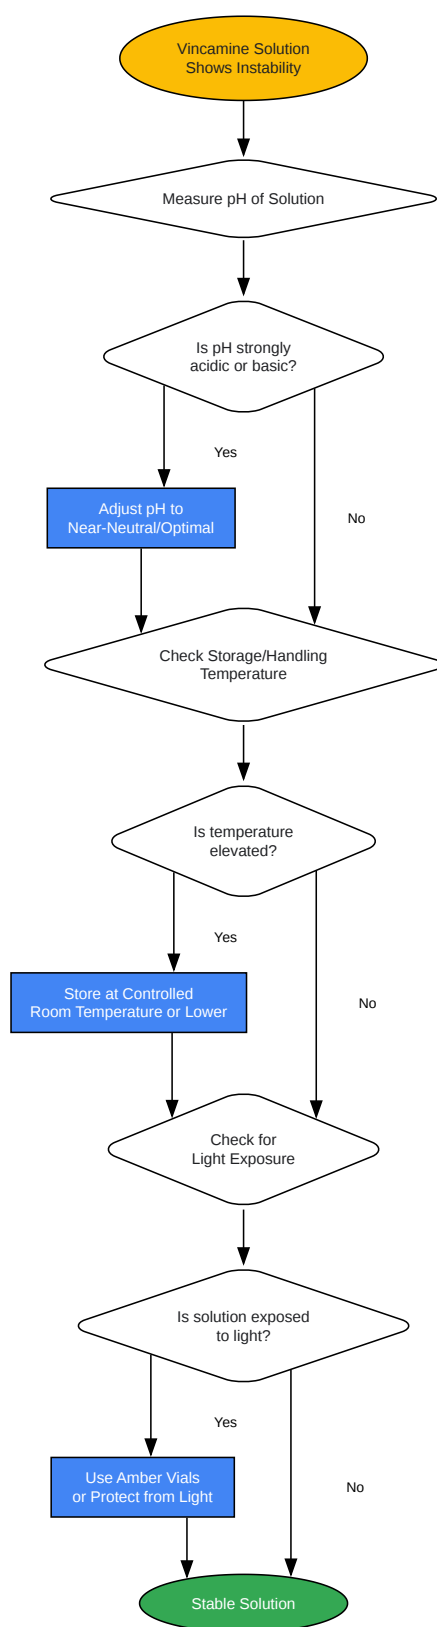 Vincamine Solution
Shows Instability
Measure pH of Solution
Is pH strongly
acidic or basic?
Yes
Adjust pH to
Near-Neutral/Optimal
No
Check Storage/Handling
Temperature
Is temperature
elevated?
Yes
Store at Controlled
Room Temperature or Lower
No
Check for
Light Exposure
Is solution exposed
to light?
Yes
Use Amber Vials
or Protect from Light
No
Stable Solution